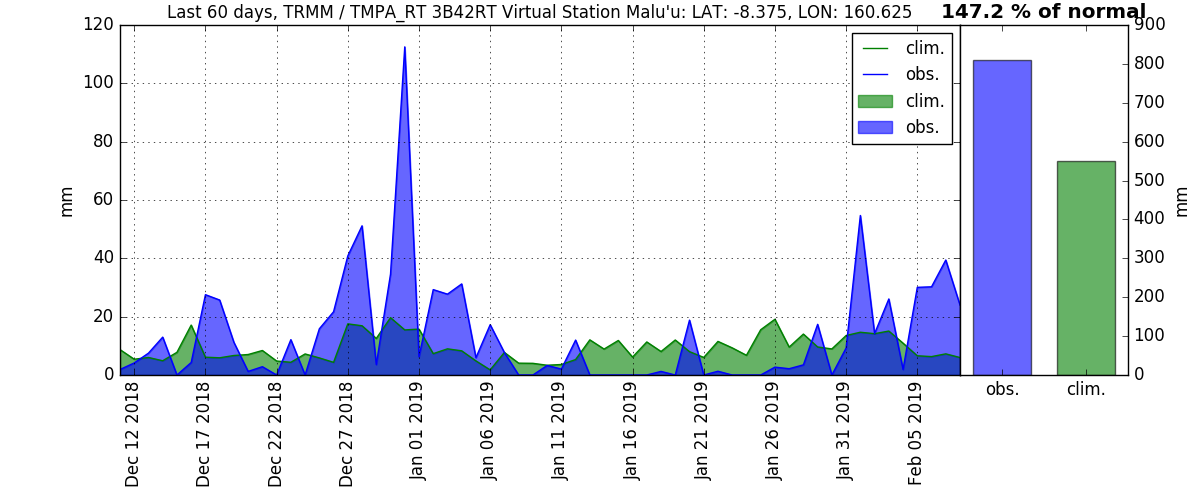 Last 60 days, TRMM / TMPA_RT 3B42RT Virtual Station Malu'u: LAT: -8.375, LON: 160.625
147.2 % of normal
120
100
80
60
40
20
0
mm
clim.
obs.
clim.
obs.
900
800
700
600
500
400
300
200
100
0
mm
Dec 12 2018
Dec 17 2018
Dec 22 2018
Dec 27 2018
Jan 01 2019
Jan 06 2019
Jan 11 2019
Jan 16 2019
Jan 21 2019
Jan 26 2019
Jan 31 2019
Feb 05 2019
obs.
clim.